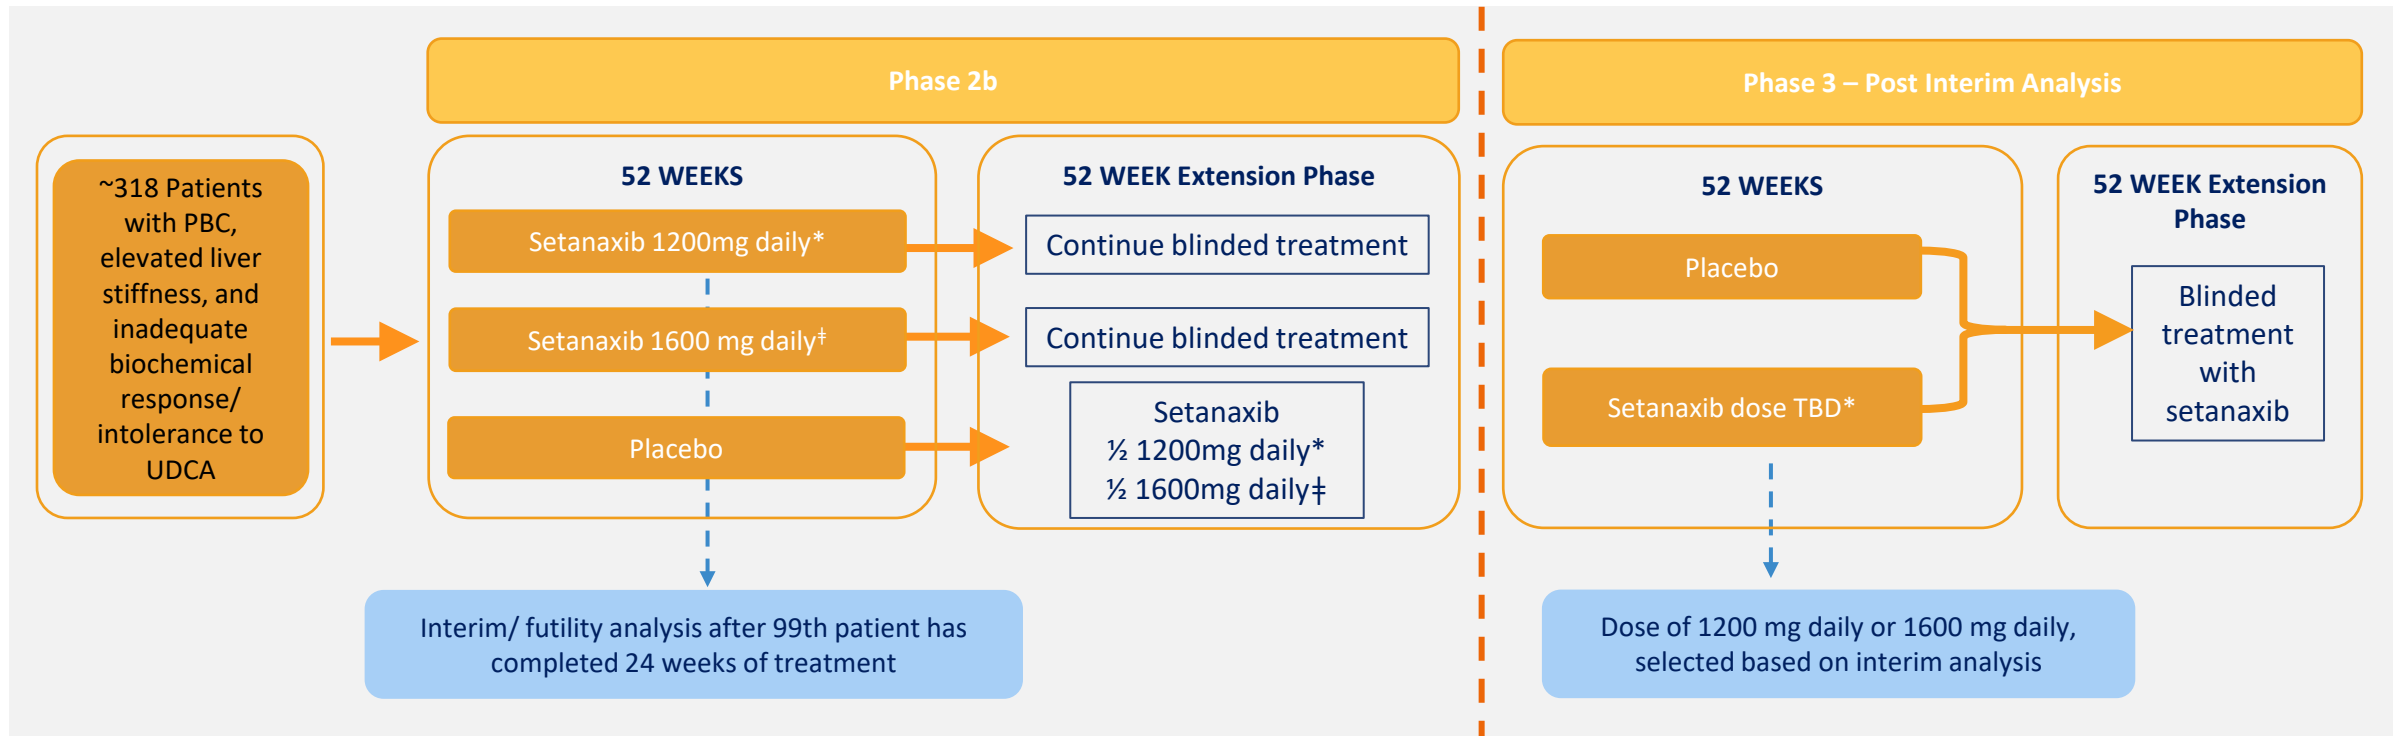 Phase 2b
Phase 3 – Post Interim Analysis
~318 Patients
with PBC,
elevated liver
stiffness, and
inadequate
biochemical
response/
intolerance to
UDCA
52 WEEKS
Setanaxib 1200mg daily*
Setanaxib 1600 mg daily‡
Placebo
52 WEEK Extension Phase
Continue blinded treatment
Continue blinded treatment
Setanaxib
½ 1200mg daily*
½ 1600mg daily‡
Interim/ futility analysis after 99th patient has
completed 24 weeks of treatment
52 WEEKS
Placebo
Setanaxib dose TBD*
52 WEEK Extension
Phase
Blinded
treatment
with
setanaxib
Dose of 1200 mg daily or 1600 mg daily,
selected based on interim analysis